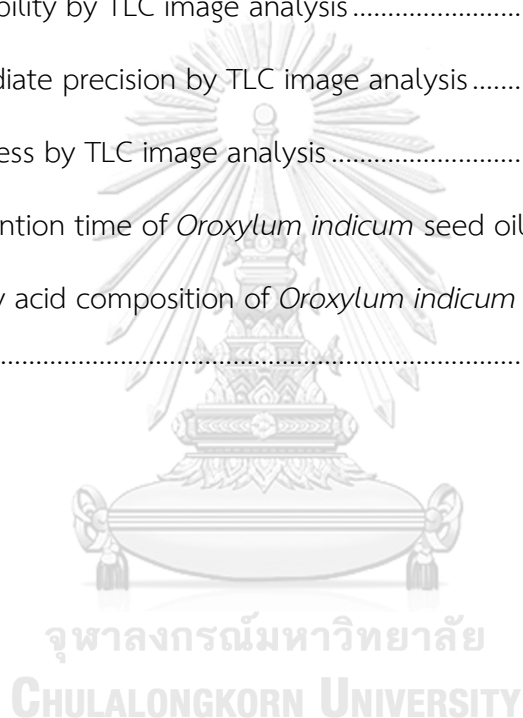 bility by TLC image analysis
diate precision by TLC image analysis
ess by TLC image analysis
ntion time of Oroxylum indicum seed oil
acid composition of Oroxylum indicum
จุฬาลงกรณ์มหาวิทยาลัย
CHULALONGKORN UNIVERSITY